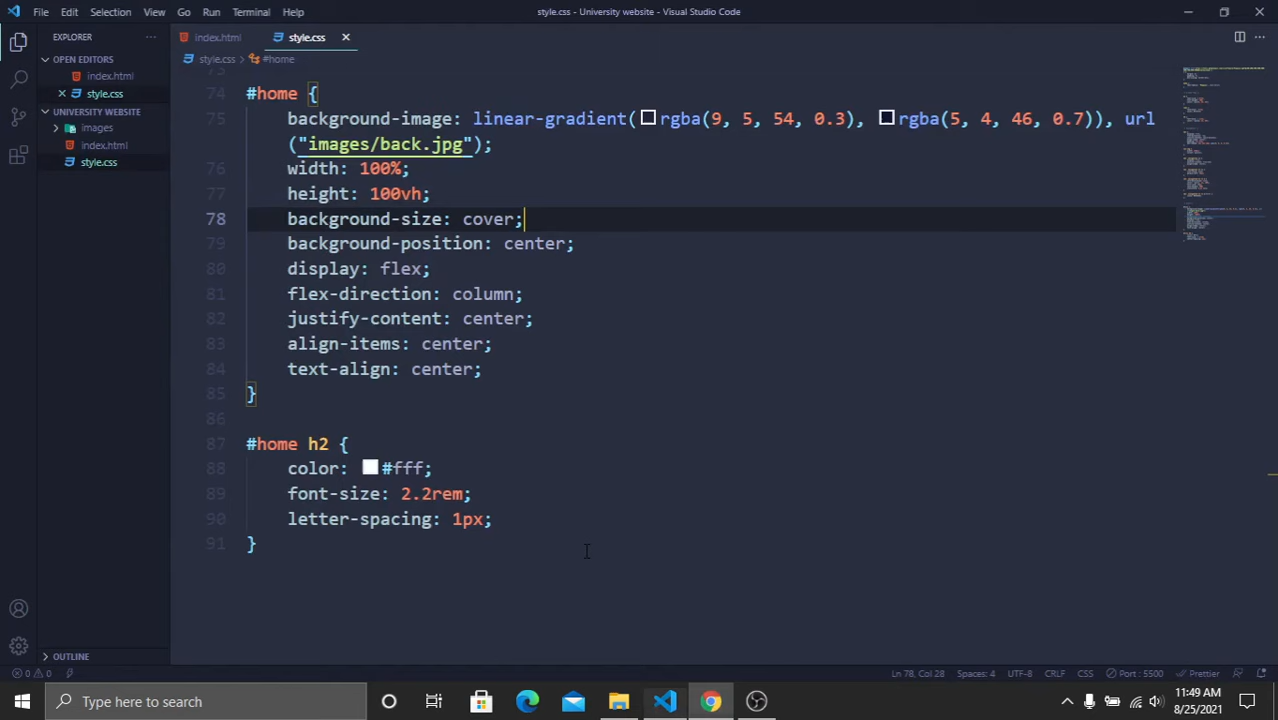 File Edit Selection View Go Run Terminal Help
style.css - University website - Visual Studio Code
EXPLORER
index.html
style.css
OPEN EDITORS
index.html
style.css
UNIVERSITY WEBSITE
images
index.html
style.css
OUTLINE
style.css > #home
73
74 #home {
75 background-image: linear-gradient(rgba(9, 5, 54, 0.3), rgba(5, 4, 46, 0.7)), url
("images/back.jpg");
76 width: 100%;
77 height: 100vh;
78 background-size: cover;
79 background-position: center;
80 display: flex;
81 flex-direction: column;
82 justify-content: center;
83 align-items: center;
84 text-align: center;
85 }
86
87 #home h2 {
88 color: #fff;
89 font-size: 2.2rem;
90 letter-spacing: 1px;
91 }
0 0 Ln 78, Col 28 Spaces: 4 UTF-8 CRLF CSS Port : 5500 Prettier
Type here to search
11:49 AM
8/25/2021